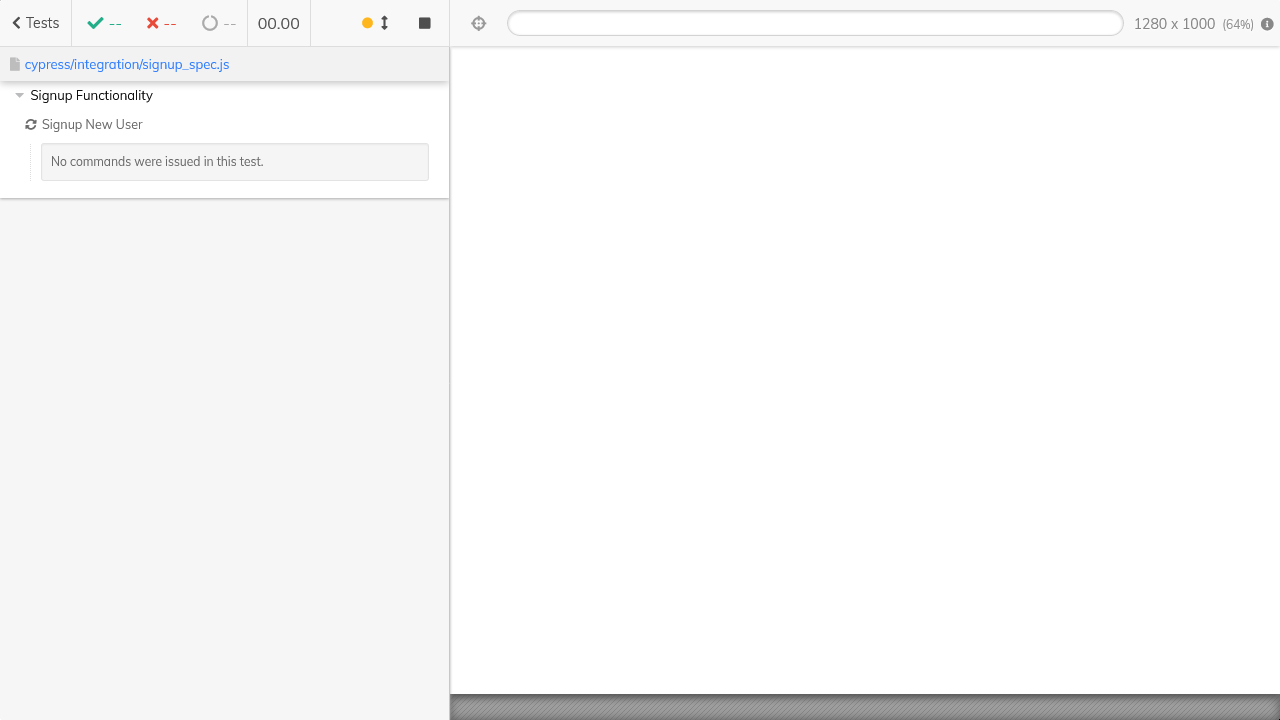 Tests -- -- -- 00.00 1280 x 1000 (64%)
cypress/integration/signup_spec.js
Signup Functionality
Signup New User
No commands were issued in this test.